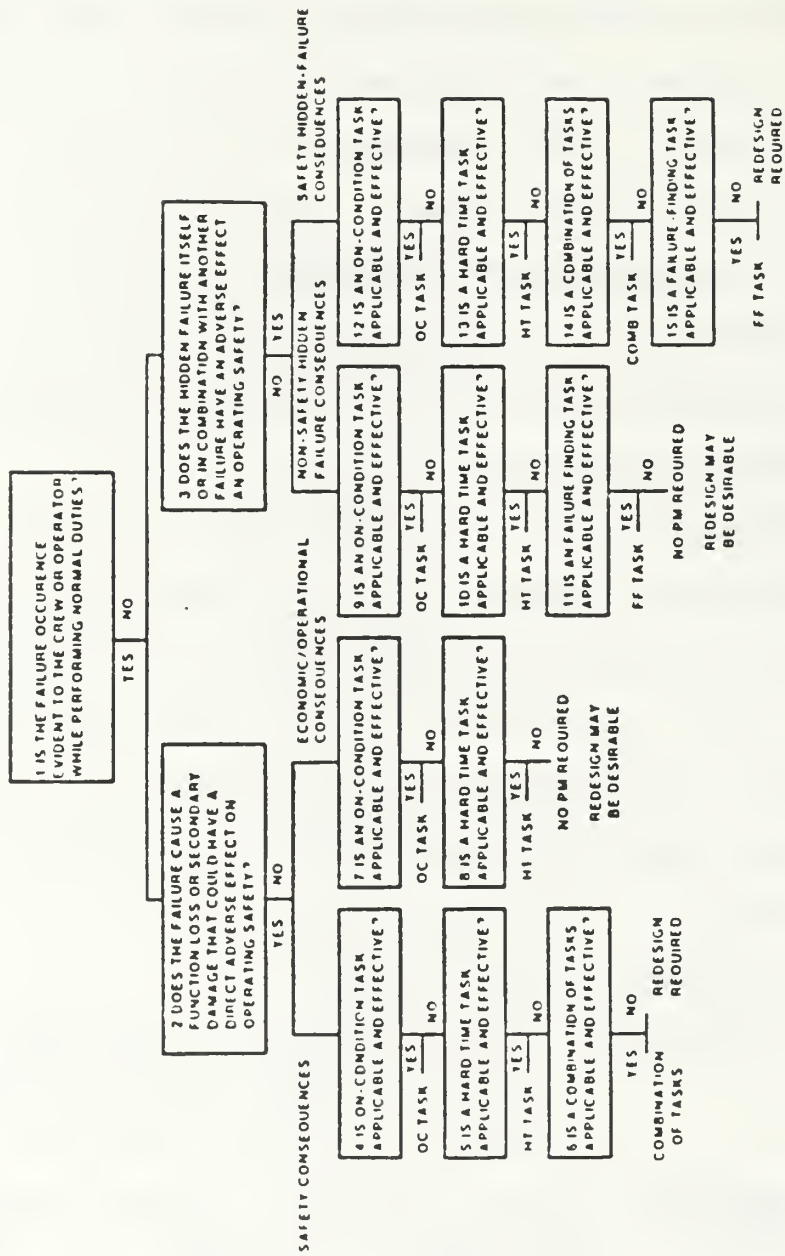 1 IS THE FAILURE OCCURENCE
EVIDENT TO THE CREW OR OPERATOR
WHILE PERFORMING NORMAL DUTIES?
YES
NO
2 DOES THE FAILURE CAUSE A
FUNCTION LOSS OR SECONDARY
DAMAGE THAT COULD HAVE A
DIRECT ADVERSE EFFECT ON
OPERATING SAFETY?
YES
NO
3 DOES THE HIDDEN FAILURE ITSELF
OR IN COMBINATION WITH ANOTHER
FAILURE HAVE AN ADVERSE EFFECT
AN OPERATING SAFETY?
NO
YES
SAFETY CONSEQUENCES
4 IS ON-CONDITION TASK
APPLICABLE AND EFFECTIVE?
YES
NO
OC TASK
5 IS A HARD TIME TASK
APPLICABLE AND EFFECTIVE?
YES
NO
HT TASK
6 IS A COMBINATION OF TASKS
APPLICABLE AND EFFECTIVE?
YES
NO
COMBINATION
OF TASKS
REDESIGN
REQUIRED
ECONOMIC/OPERATIONAL
CONSEQUENCES
7 IS AN ON-CONDITION TASK
APPLICABLE AND EFFECTIVE?
YES
NO
OC TASK
8 IS A HARD TIME TASK
APPLICABLE AND EFFECTIVE?
YES
NO
HT TASK
NO PM REQUIRED
REDESIGN MAY
BE DESIRABLE
NON-SAFETY HIDDEN
FAILURE CONSEQUENCES
9 IS AN ON-CONDITION TASK
APPLICABLE AND EFFECTIVE?
YES
NO
OC TASK
10 IS A HARD TIME TASK
APPLICABLE AND EFFECTIVE?
YES
NO
HT TASK
11 IS AN FAILURE FINDING TASK
APPLICABLE AND EFFECTIVE?
YES
NO
FF TASK
NO PM REQUIRED
REDESIGN MAY
BE DESIRABLE
SAFETY HIDDEN-FAILURE
CONSEQUENCES
12 IS AN ON-CONDITION TASK
APPLICABLE AND EFFECTIVE?
YES
NO
OC TASK
13 IS A HARD TIME TASK
APPLICABLE AND EFFECTIVE?
YES
NO
HT TASK
14 IS A COMBINATION OF TASKS
APPLICABLE AND EFFECTIVE?
YES
NO
COMB TASK
15 IS A FAILURE-FINDING TASK
APPLICABLE AND EFFECTIVE?
YES
NO
FF TASK
REDESIGN
REQUIRED